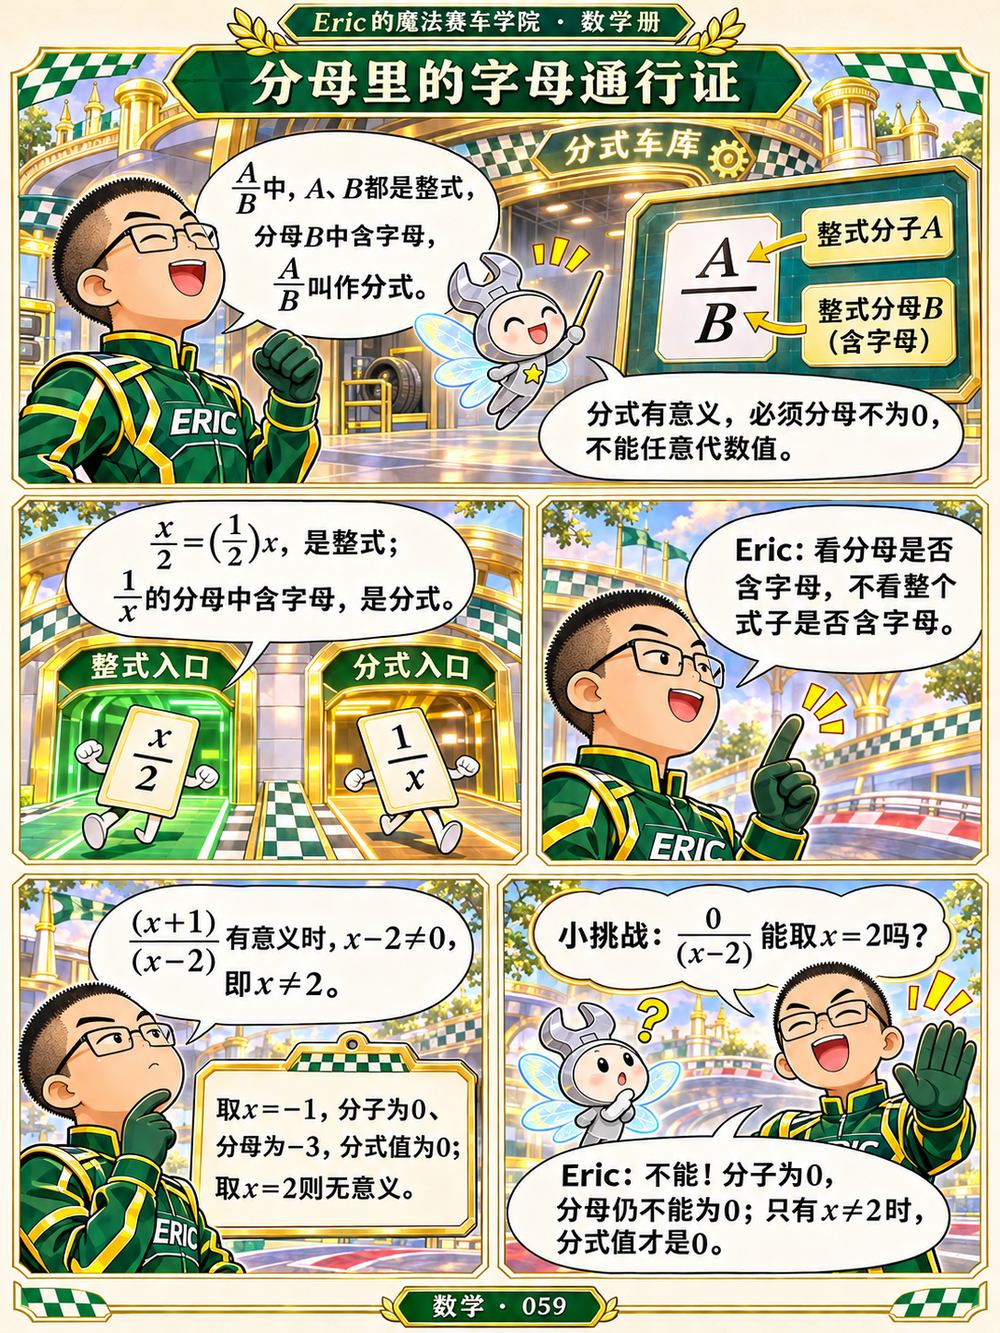 Eric的魔法赛车学院 · 数学册
分母里的字母通行证
分式车库
A/B中，A、B都是整式，
分母B中含字母，
A/B叫作分式。
A/B
整式分子A
整式分母B
（含字母）
ERIC
分式有意义，必须分母不为0，
不能任意代数值。
x/2=(1/2)x，是整式；
1/x的分母中含字母，是分式。
整式入口
分式入口
x/2
1/x
Eric：看分母是否
含字母，不看整个
式子是否含字母。
ERIC
(x+1)/(x−2)有意义时，x−2≠0，
即x≠2。
取x=−1，分子为0、
分母为−3，分式值为0；
取x=2则无意义。
ERIC
小挑战：0/(x−2)能取x=2吗？
Eric：不能！分子为0，
分母仍不能为0；只有x≠2时，
分式值才是0。
数学 · 059